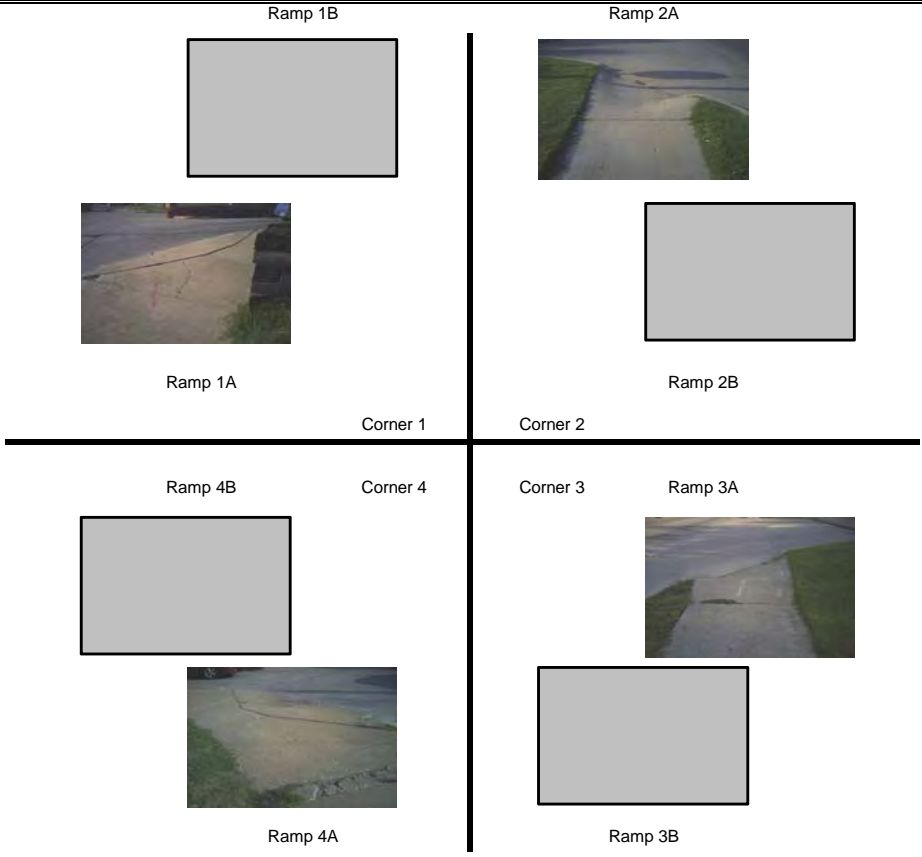 Ramp 1B Ramp 2A
Ramp 1A Ramp 2B
Corner 1 Corner 2
Ramp 4B Corner 4 Corner 3 Ramp 3A
Ramp 4A Ramp 3B